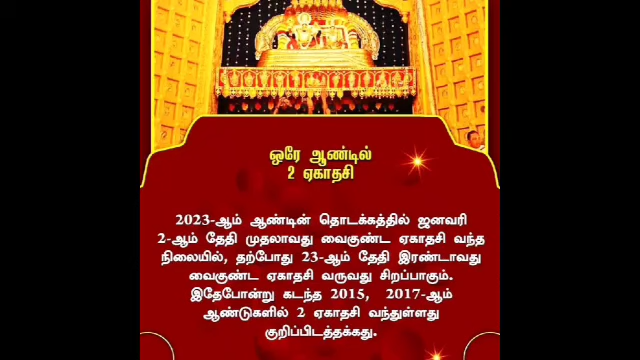 ஒரே ஆண்டில்
2 ஏகாதசி
2023-ஆம் ஆண்டின் தொடக்கத்தில் ஜனவரி
2-ஆம் தேதி முதலாவது வைகுண்ட ஏகாதசி வந்த
நிலையில், தற்போது 23-ஆம் தேதி இரண்டாவது
வைகுண்ட ஏகாதசி வருவது சிறப்பாகும்.
இதேபோன்று கடந்த 2015, 2017-ஆம்
ஆண்டுகளில் 2 ஏகாதசி வந்துள்ளது
குறிப்பிடத்தக்கது.